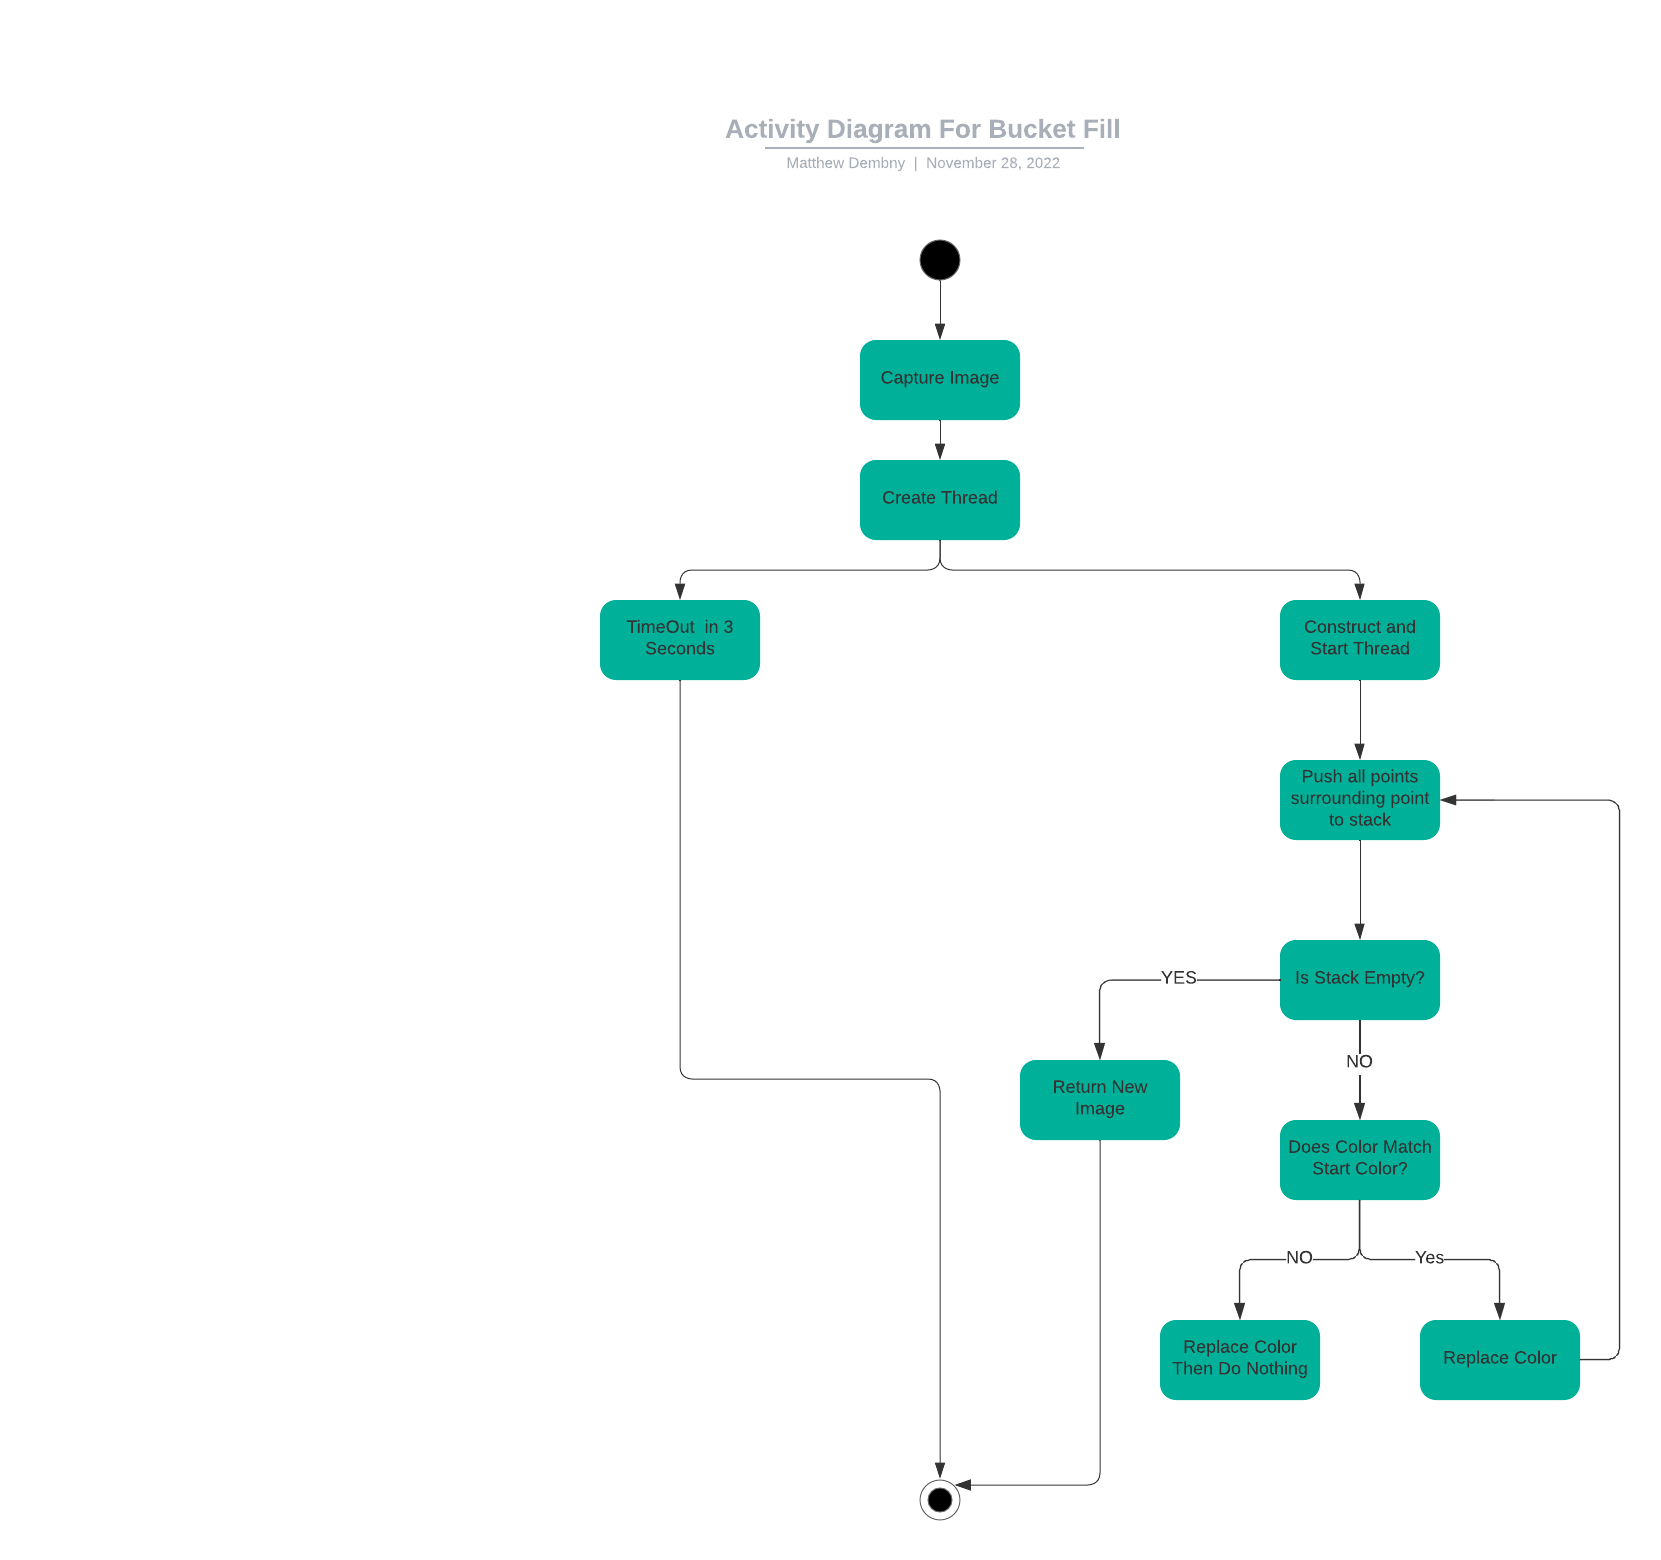 Activity Diagram For Bucket Fill
Matthew Dembny | November 28, 2022
Capture Image
Create Thread
TimeOut in 3
Seconds
Construct and
Start Thread
Push all points
surrounding point
to stack
Is Stack Empty?
YES
NO
Return New
Image
Does Color Match
Start Color?
NO
Yes
Replace Color
Then Do Nothing
Replace Color